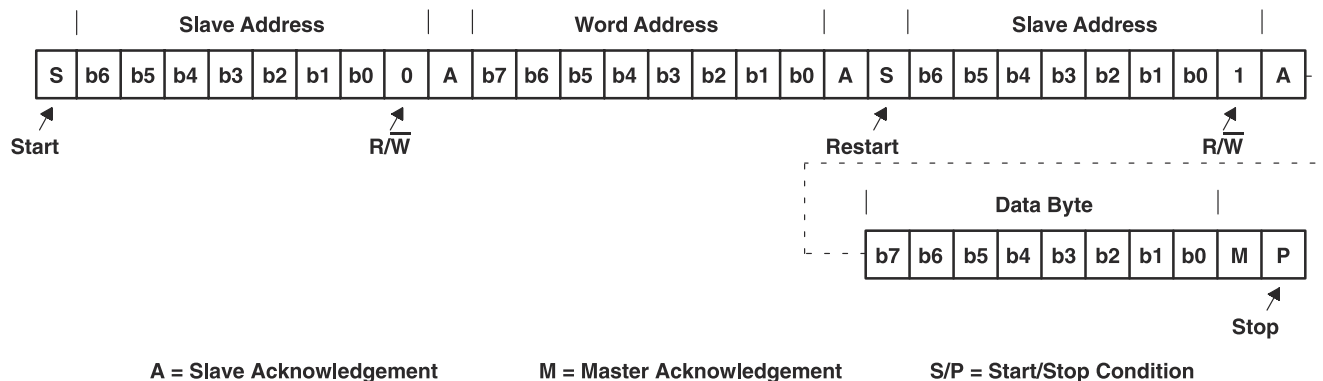 Slave Address Word Address Slave Address
S b6 b5 b4 b3 b2 b1 b0 0 A b7 b6 b5 b4 b3 b2 b1 b0 A S b6 b5 b4 b3 b2 b1 b0 1 A
Start R/W̅ Restart R/W̅
Data Byte
b7 b6 b5 b4 b3 b2 b1 b0 M P
Stop
A = Slave Acknowledgement M = Master Acknowledgement S/P = Start/Stop Condition